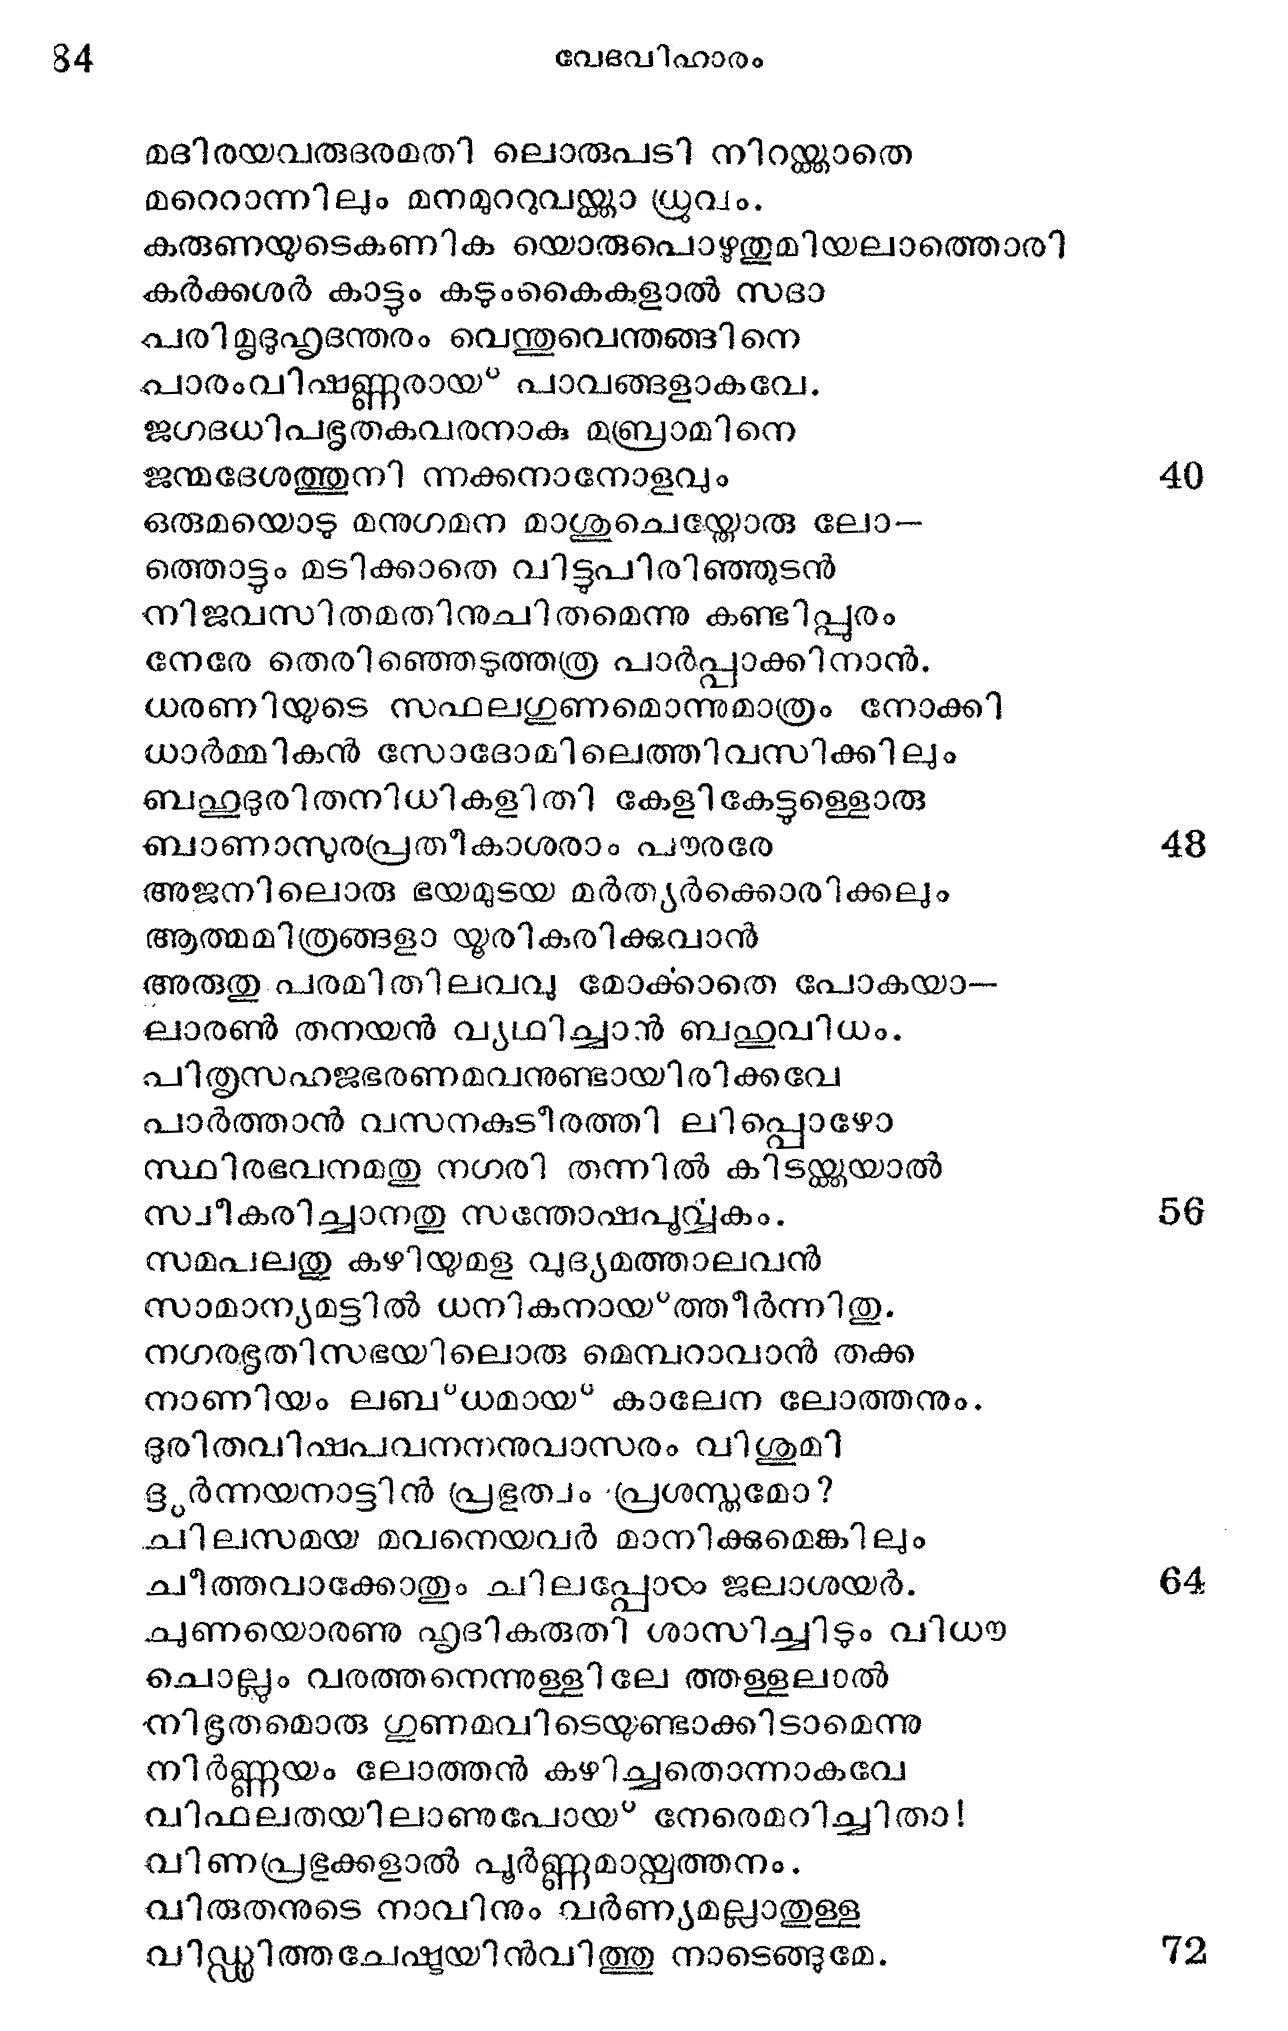 84
വേദവിഹാരം
മദിരയവരുദരമതി ലൊരുപടി നിറയ്ക്കാതെ
മറെറാന്നിലും മനമുററുവയ്ക്കാ ധ്രുവം.
കരുണയുടെകണിക യൊരുപൊഴുതുമിയലാത്തൊരി
കർക്കശർ കാട്ടും കടുംകൈകളാൽ സദാ
പരിമൃദുഹൃദന്തരം വെന്തുവെന്തങ്ങിനെ
പാരംവിഷണ്ണരായ് പാവങ്ങളാകവേ.
ജഗദധിപഭൃതകവരനാകു മബ്രാമിനെ
ജന്മദേശത്തുനി ന്നക്കനാനോളവും 40
ഒരുമയൊടു മനുഗമന മാശുചെയ്തോരു ലോ—
ത്തൊട്ടും മടിക്കാതെ വിട്ടുപിരിഞ്ഞുടൻ
നിജവസിതമതിനുചിതമെന്നു കണ്ടിപ്പുരം
നേരേ തെരിഞ്ഞെടുത്തത്ര പാർപ്പാക്കിനാൻ.
ധരണിയുടെ സഫലഗുണമൊന്നുമാത്രം നോക്കി
ധാർമ്മികൻ സോദോമിലെത്തിവസിക്കിലും
ബഹുദുരിതനിധികളിതി കേളികേട്ടുള്ളൊരു
ബാണാസുരപ്രതീകാശരാം പൗരരേ 48
അജനിലൊരു ഭയമുടയ മർത്യർക്കൊരിക്കലും
ആത്മമിത്രങ്ങളാ യൂരികരിക്കുവാൻ
അരുതു പരമിതിലവവു മോക്കാതെ പോകയാ—
ലാരൺ തനയൻ വ്യഥിച്ചാൻ ബഹുവിധം.
പിതൃസഹജഭരണമവനുണ്ടായിരിക്കവേ
പാർത്താൻ വസനകുടീരത്തി ലിപ്പൊഴോ
സ്ഥിരഭവനമതു നഗരി തന്നിൽ കിടയ്ക്കുയാൽ
സ്വീകരിച്ചാനതു സന്തോഷപൂർവ്വകം. 56
സമപലതു കഴിയുമള വുദ്യമത്താലവൻ
സാമാന്യമട്ടിൽ ധനികനായ്ത്തീർന്നിതു.
നഗരഭൃതിസഭയിലൊരു മെമ്പറാവാൻ തക്ക
നാണിയം ലബ്ധമായ് കാലേന ലോത്തനും.
ദുരിതവിഷപവനനനുവാസരം വിശുമി
ദ്ദുർന്നയനാട്ടിൻ പ്രഭുത്വം പ്രശസ്തമോ?
ചിലസമയ മവനെയവർ മാനിക്കുമെങ്കിലും
ചീത്തവാക്കോതും ചിലപ്പോൾ ജലാശയർ. 64
ചുണയൊരണു ഹൃദികരുതി ശാസിച്ചിടും വിധൗ
ചൊല്ലും വരത്തനെന്നുള്ളിലേ ത്തള്ളലാൽ
നിഭൃതമൊരു ഗുണമവിടെയുണ്ടാക്കിടാമെന്നു
നിർണ്ണയം ലോത്തൻ കഴിച്ചതൊന്നാകവേ
വിഫലതയിലാണുപോയ് നേരെമറിച്ചിതാ!
വിണപ്രഭുക്കളാൽ പൂർണ്ണമായ്പത്തനം.
വിരുതനുടെ നാവിനും വർണ്യമല്ലാതുള്ള
വിഡ്ഢിത്തചേഷ്ടയിൻവിത്തു നാടെങ്ങുമേ. 72